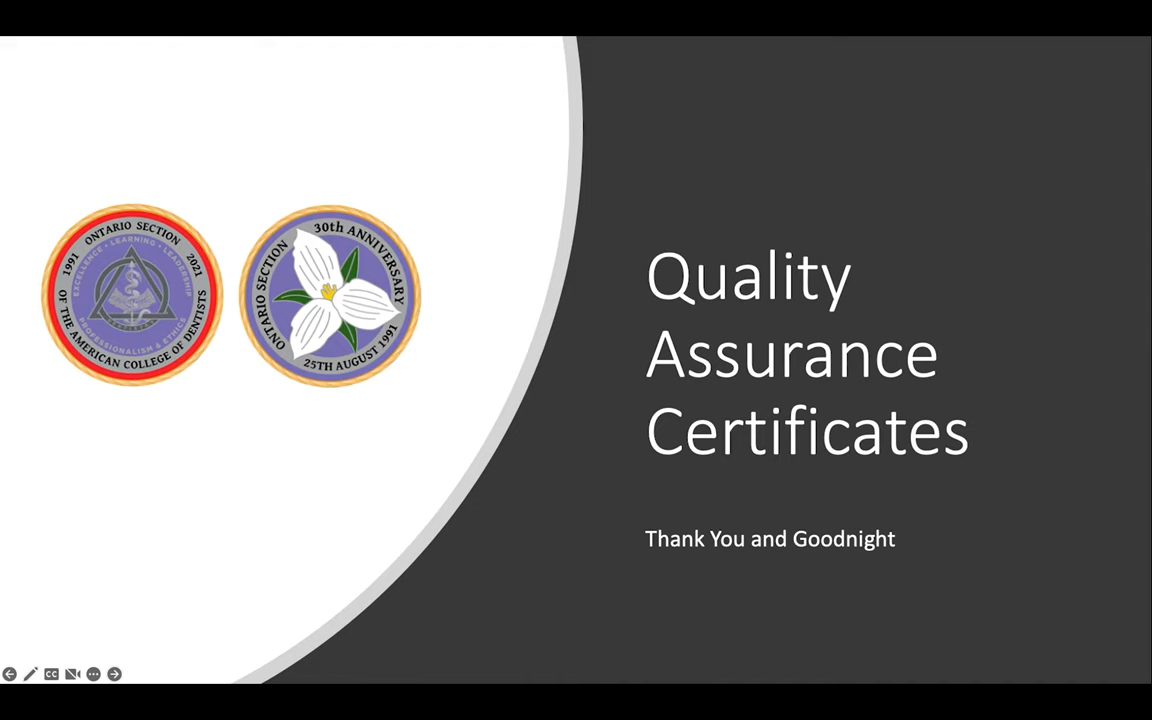 ONTARIO SECTION
1991
2021
EXCELLENCE • LEARNING • LEADERSHIP
PROFESSIONALISM & ETHICS
OF THE AMERICAN COLLEGE OF DENTISTS
30th ANNIVERSARY
ONTARIO SECTION
25TH AUGUST 1991
Quality
Assurance
Certificates
Thank You and Goodnight
CC